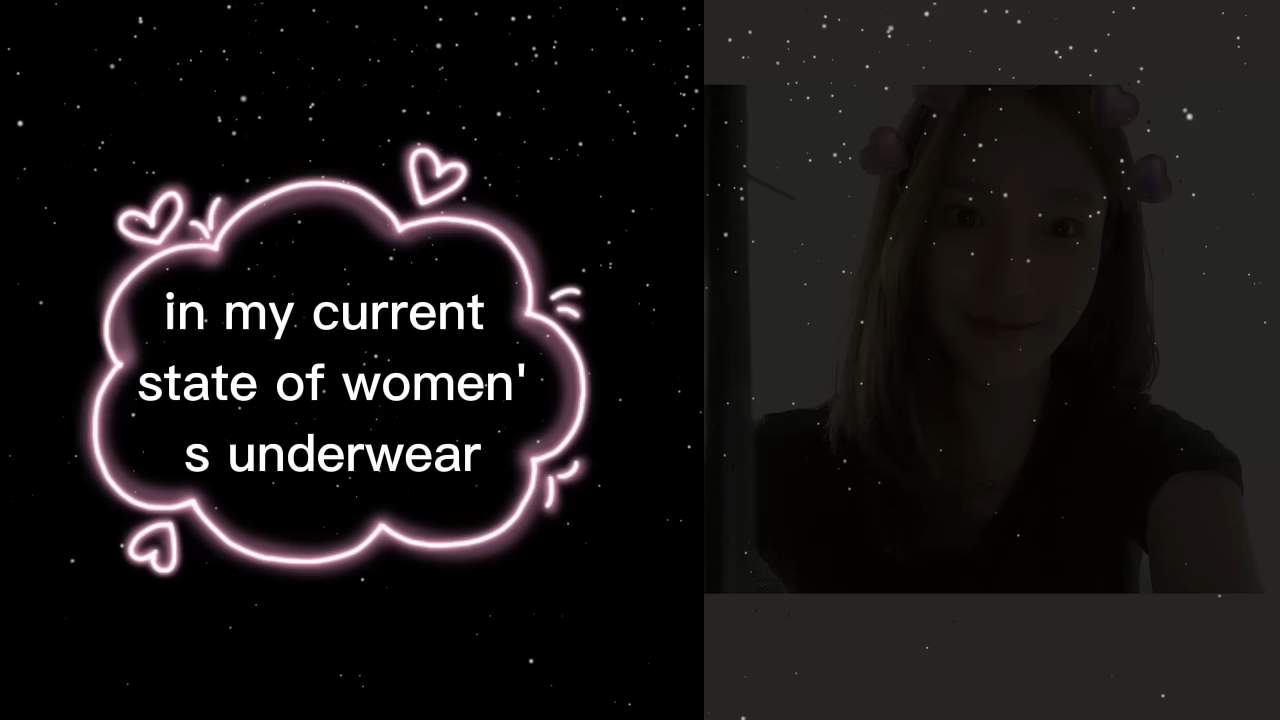 in my current
state of women'
s underwear